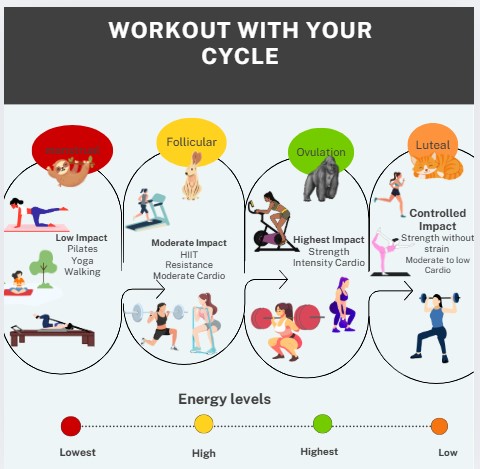 WORKOUT WITH YOUR
CYCLE
Follicular
Ovulation
Luteal
Low Impact
Pilates
Yoga
Walking
Moderate Impact
HIIT
Resistance
Moderate Cardio
Highest Impact
Strength
Intensity Cardio
Controlled
Impact
Strength without
strain
Moderate to low
Cardio
Energy levels
Lowest
High
Highest
Low